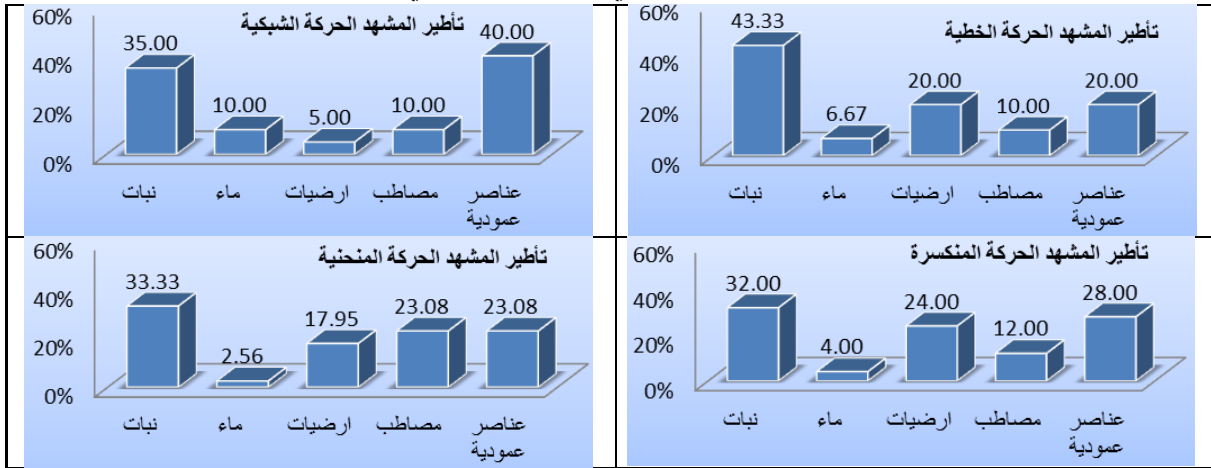 تأطير المشهد الحركة الخطية
60%
40%
20%
0%
43.33
6.67
20.00
10.00
20.00
نبات
ماء
ارضيات
مصاطب
عناصر
عمودية
تأطير المشهد الحركة الشبكية
60%
40%
20%
0%
35.00
10.00
5.00
10.00
40.00
نبات
ماء
ارضيات
مصاطب
عناصر
عمودية
تأطير المشهد الحركة المنكسرة
60%
40%
20%
0%
32.00
4.00
24.00
12.00
28.00
نبات
ماء
ارضيات
مصاطب
عناصر
عمودية
تأطير المشهد الحركة المنحنية
60%
40%
20%
0%
33.33
2.56
17.95
23.08
23.08
نبات
ماء
ارضيات
مصاطب
عناصر
عمودية